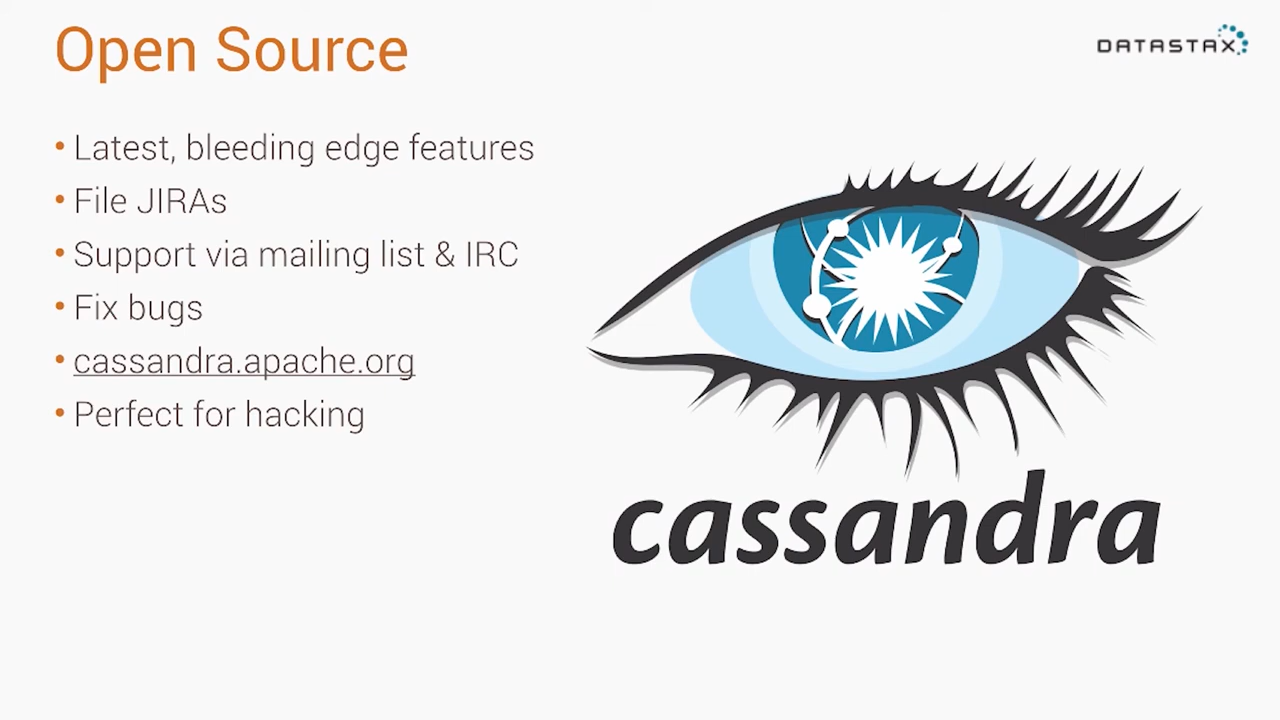 Open Source
DATASTAX
• Latest, bleeding edge features
• File JIRAs
• Support via mailing list & IRC
• Fix bugs
• cassandra.apache.org
• Perfect for hacking
cassandra